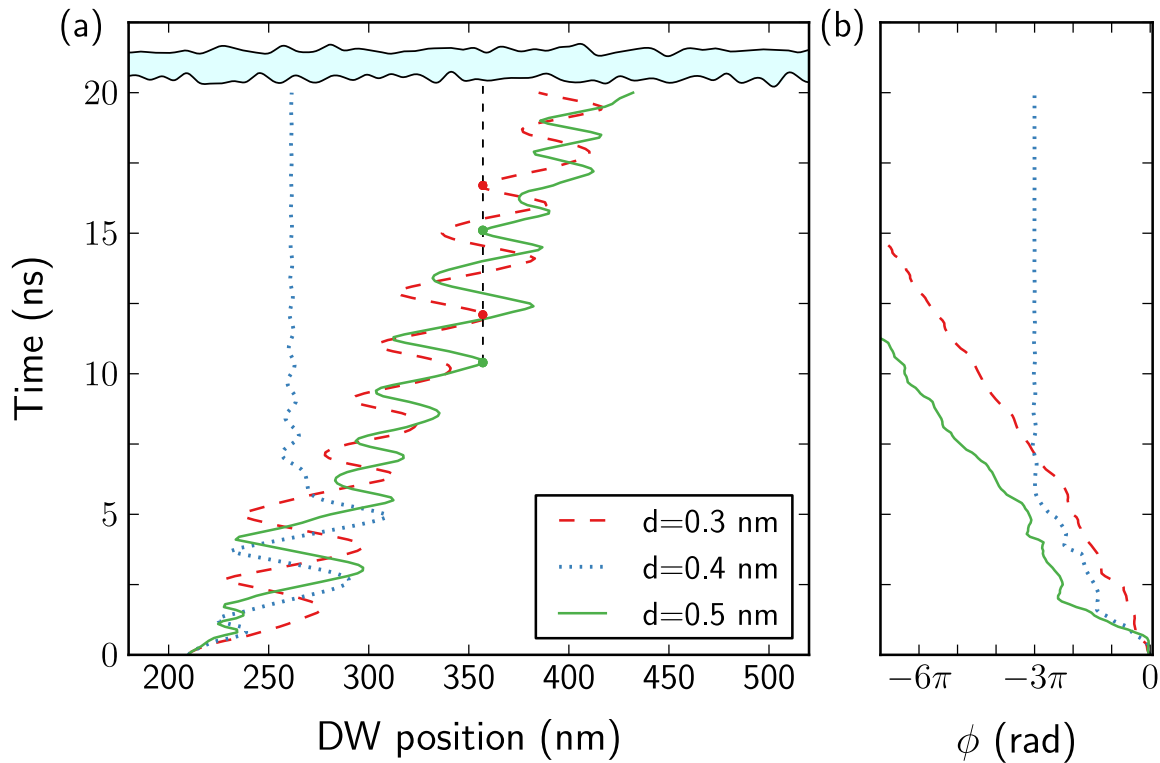 (a)
(b)
Time (ns)
20
15
10
5
0
d=0.3 nm
d=0.4 nm
d=0.5 nm
200 250 300 350 400 450 500
DW position (nm)
−6π −3π 0
ϕ (rad)